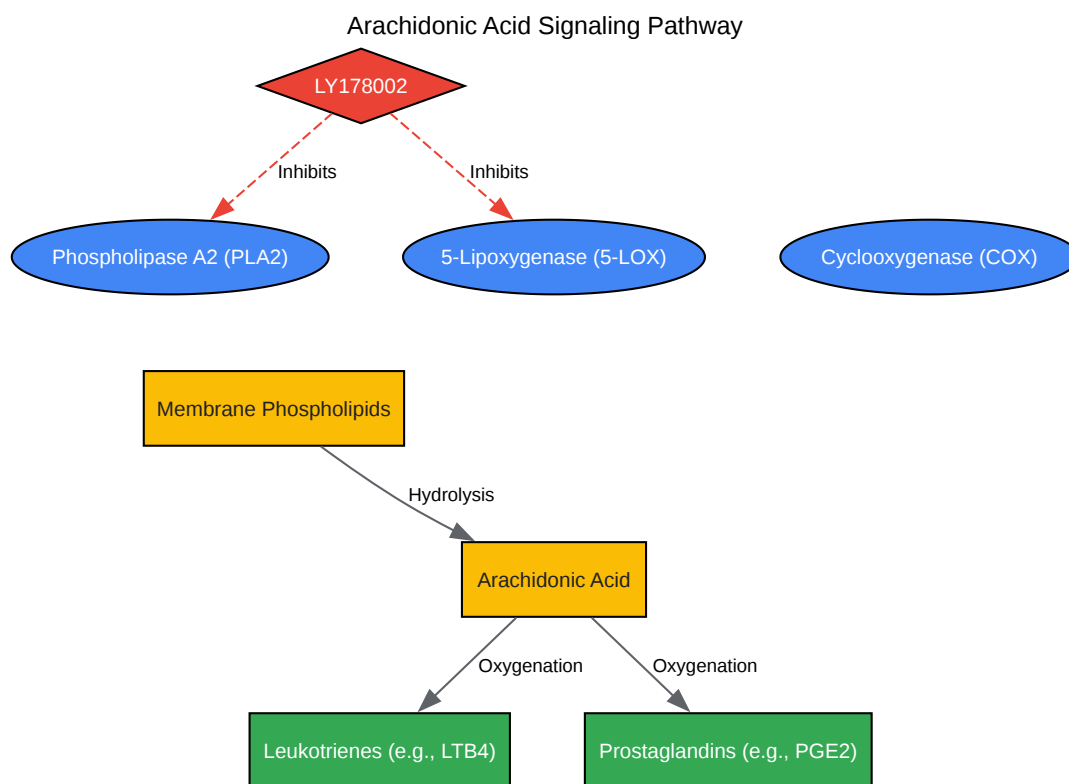 Arachidonic Acid Signaling Pathway
LY178002
Inhibits
Inhibits
Phospholipase A2 (PLA2)
5-Lipoxygenase (5-LOX)
Cyclooxygenase (COX)
Membrane Phospholipids
Hydrolysis
Arachidonic Acid
Oxygenation
Oxygenation
Leukotrienes (e.g., LTB4)
Prostaglandins (e.g., PGE2)